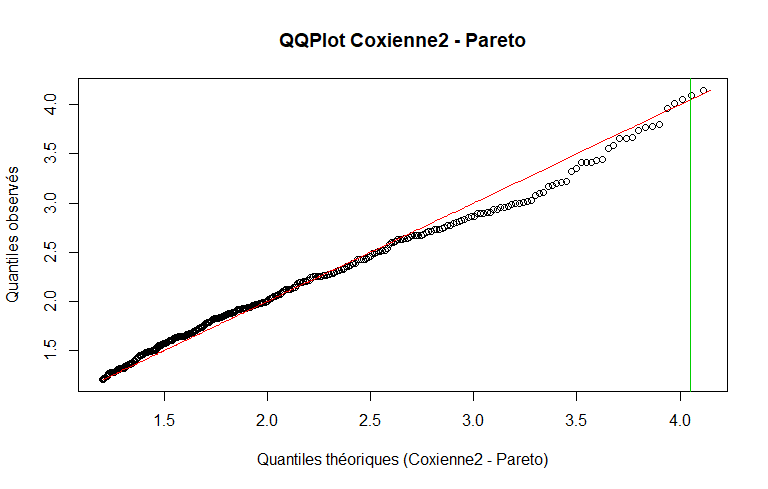 QQPlot Coxienne2 - Pareto
Quantiles observés
4.0
3.5
3.0
2.5
2.0
1.5
1.5 2.0 2.5 3.0 3.5 4.0
Quantiles théoriques (Coxienne2 - Pareto)